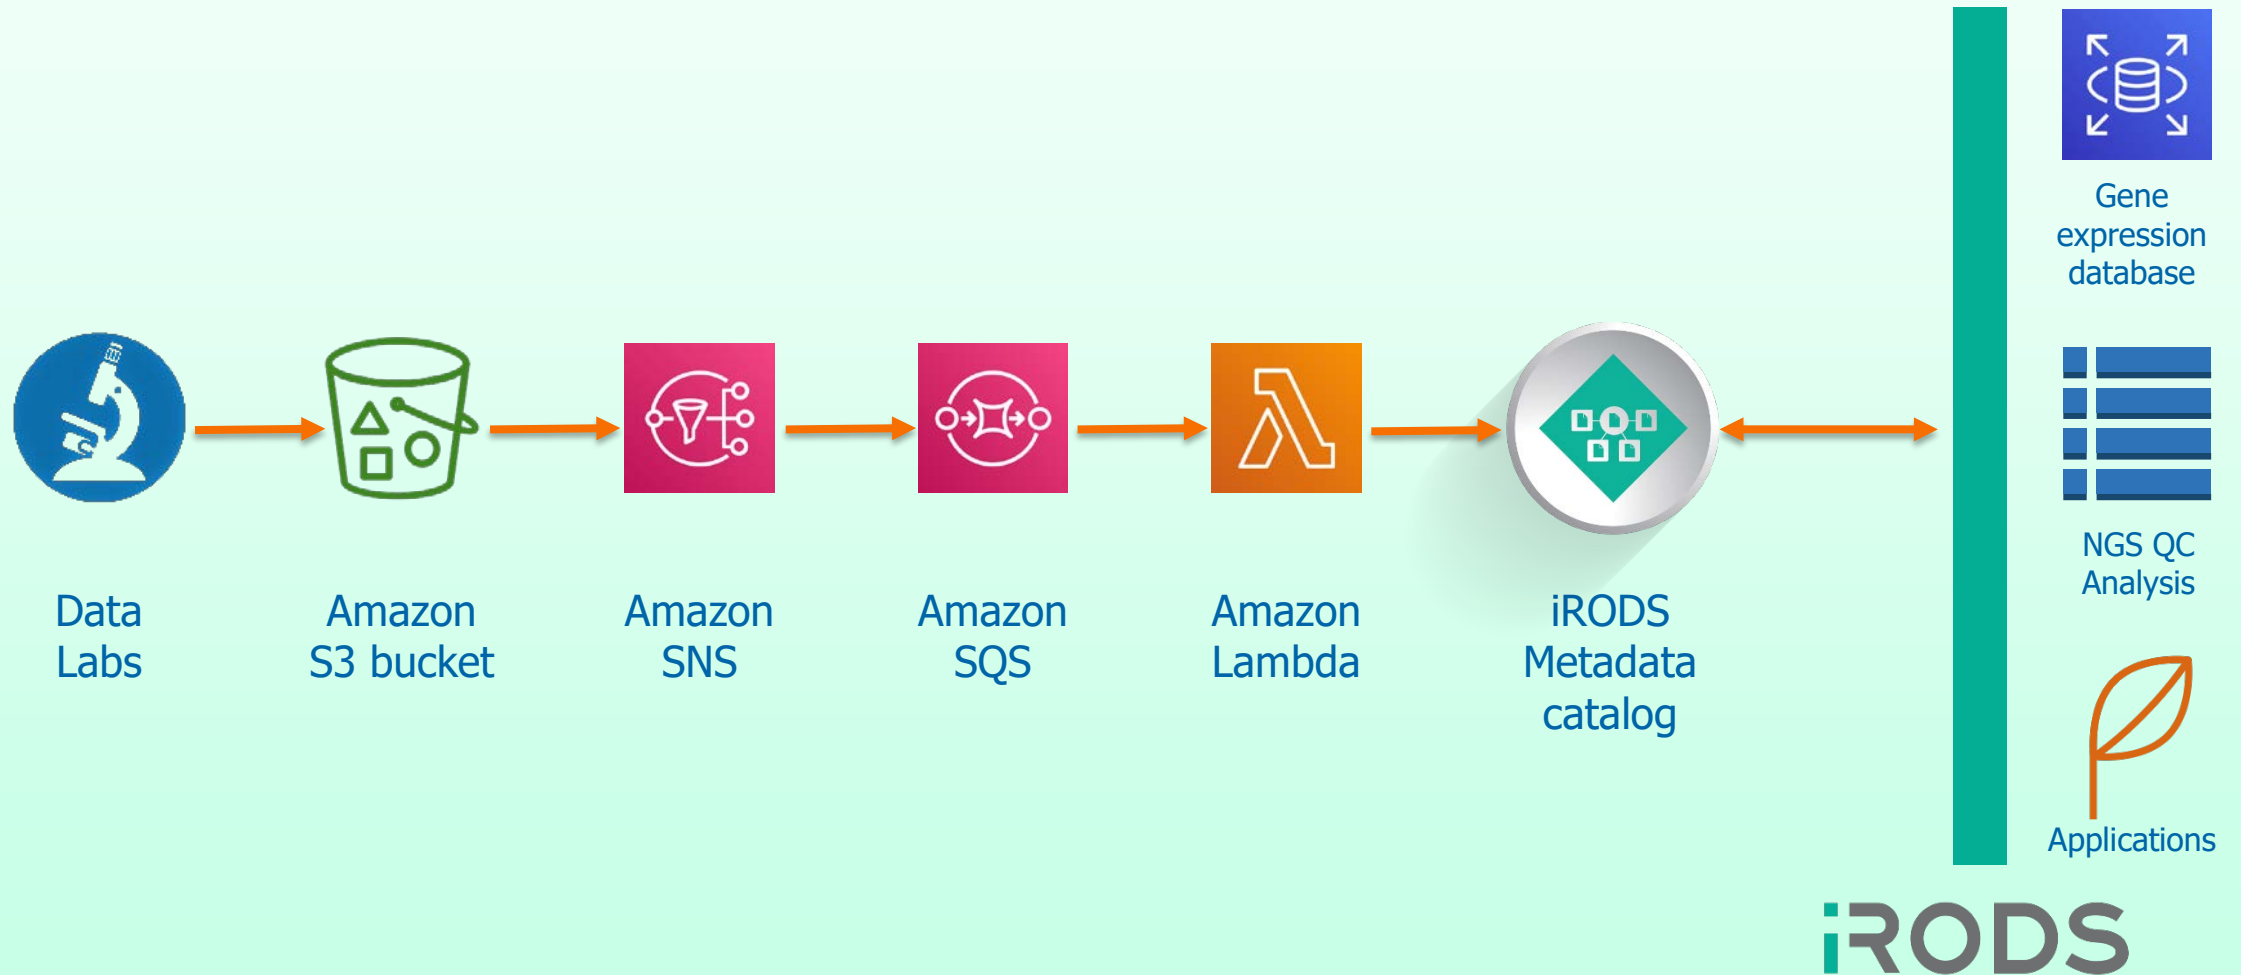 Gene
expression
database
NGS QC
Analysis
Applications
Data
Labs
Amazon
S3 bucket
Amazon
SNS
Amazon
SQS
Amazon
Lambda
iRODS
Metadata
catalog
iRODS